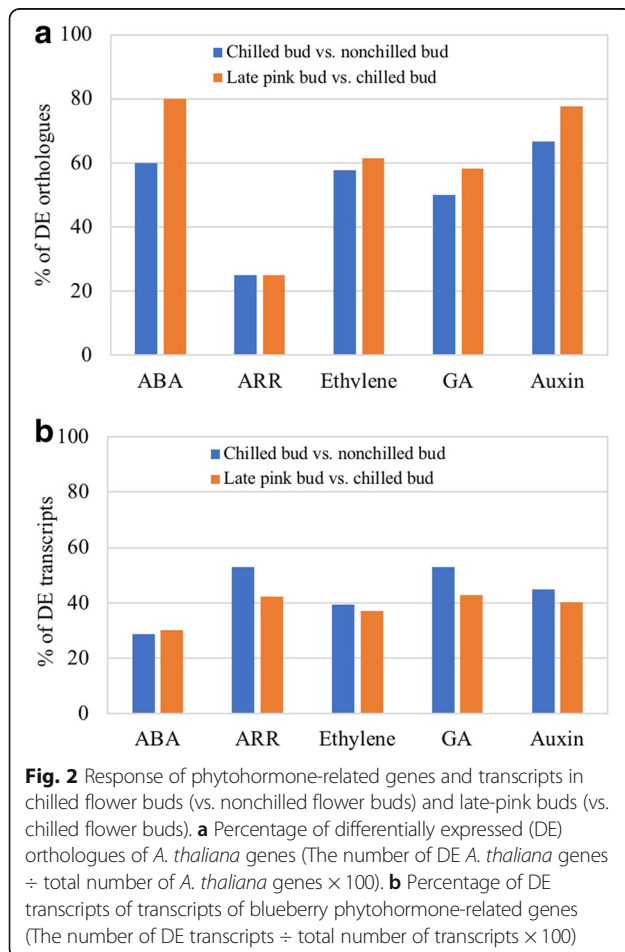 a
100
80
60
40
20
0
% of DE orthologues
Chilled bud vs. nonchilled bud
Late pink bud vs. chilled bud
ABA ARR Ethylene GA Auxin
b
100
80
60
40
20
0
% of DE transcripts
Chilled bud vs. nonchilled bud
Late pink bud vs. chilled bud
ABA ARR Ethylene GA Auxin
Fig. 2 Response of phytohormone-related genes and transcripts in
chilled flower buds (vs. nonchilled flower buds) and late-pink buds (vs.
chilled flower buds). a Percentage of differentially expressed (DE)
orthologues of A. thaliana genes (The number of DE A. thaliana genes
÷ total number of A. thaliana genes × 100). b Percentage of DE
transcripts of transcripts of blueberry phytohormone-related genes
(The number of DE transcripts ÷ total number of transcripts × 100)